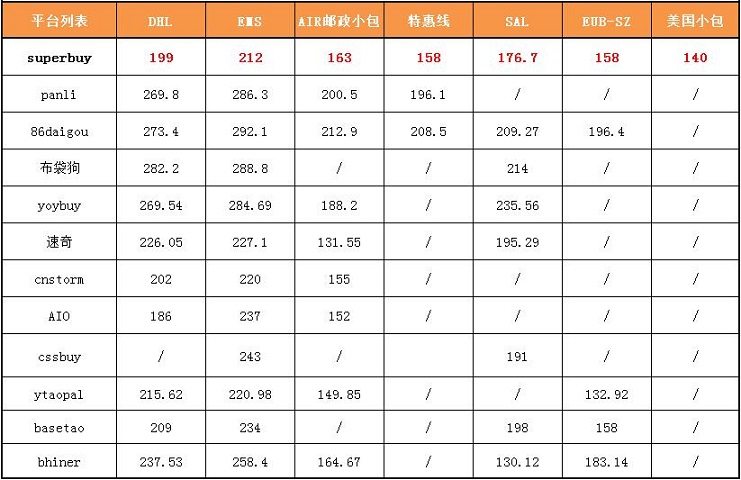 平台列表 DHL EMS AIR邮政小包 特惠线 SAL EUB-SZ 美国小包
superbuy 199 212 163 158 176.7 158 140
panli 269.8 286.3 200.5 196.1 / / /
86daigou 273.4 292.1 212.9 208.5 209.27 196.4 /
布袋狗 282.2 288.8 / / 214 / /
yoybuy 269.54 284.69 188.2 / 235.56 / /
速奇 226.05 227.1 131.55 / 195.29 / /
cnstorm 202 220 155 / / / /
AIO 186 237 152 / / / /
cssbuy / 243 / 191 / /
ytaopal 215.62 220.98 149.85 / / 132.92 /
basetao 209 234 / / 198 158 /
bhiner 237.53 258.4 164.67 / 130.12 183.14 /